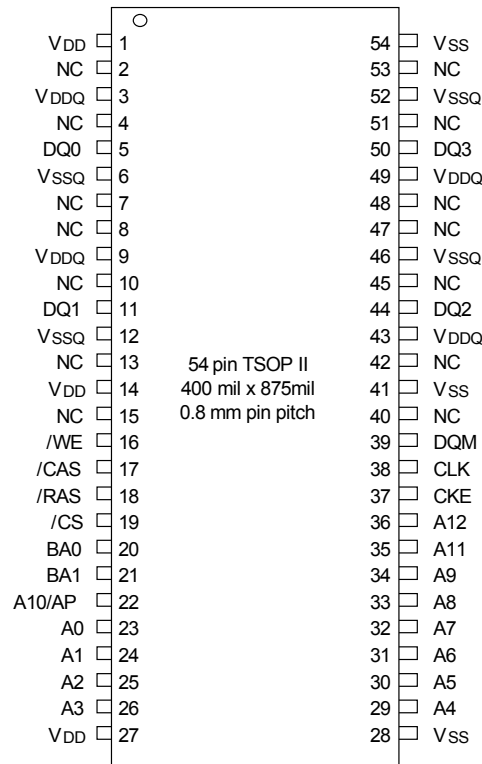 VDD 1 54 VSS
NC 2 53 NC
VDDQ 3 52 VSSQ
NC 4 51 NC
DQ0 5 50 DQ3
VSSQ 6 49 VDDQ
NC 7 48 NC
NC 8 47 NC
VDDQ 9 46 VSSQ
NC 10 45 NC
DQ1 11 44 DQ2
VSSQ 12 43 VDDQ
NC 13 54 pin TSOP II 42 NC
VDD 14 400 mil x 875mil 41 VSS
NC 15 0.8 mm pin pitch 40 NC
/WE 16 39 DQM
/CAS 17 38 CLK
/RAS 18 37 CKE
/CS 19 36 A12
BA0 20 35 A11
BA1 21 34 A9
A10/AP 22 33 A8
A0 23 32 A7
A1 24 31 A6
A2 25 30 A5
A3 26 29 A4
VDD 27 28 VSS